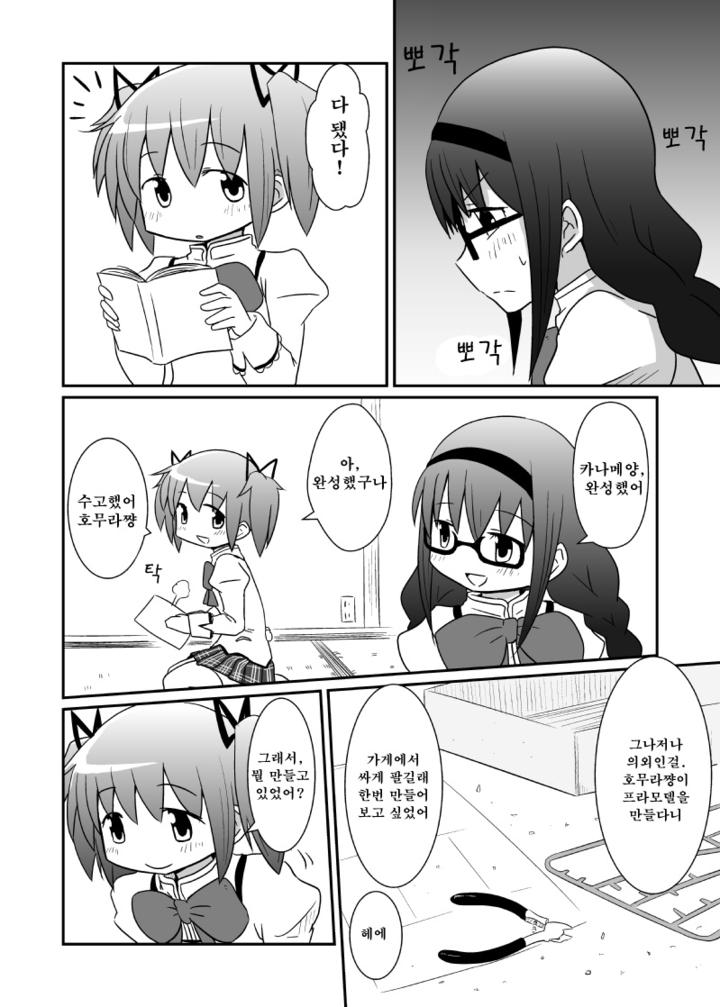 뽀각
뽀각
뽀각
다
됐다!
카나메양,
완성했어
아,
완성했구나
수고했어
호무라쨩
탁
그나저나
의외인걸.
호무라쨩이
프라모델을
만들다니
가게에서
싸게 팔길래
한번 만들어
보고 싶었어
헤에
그래서,
뭘 만들고
있었어?